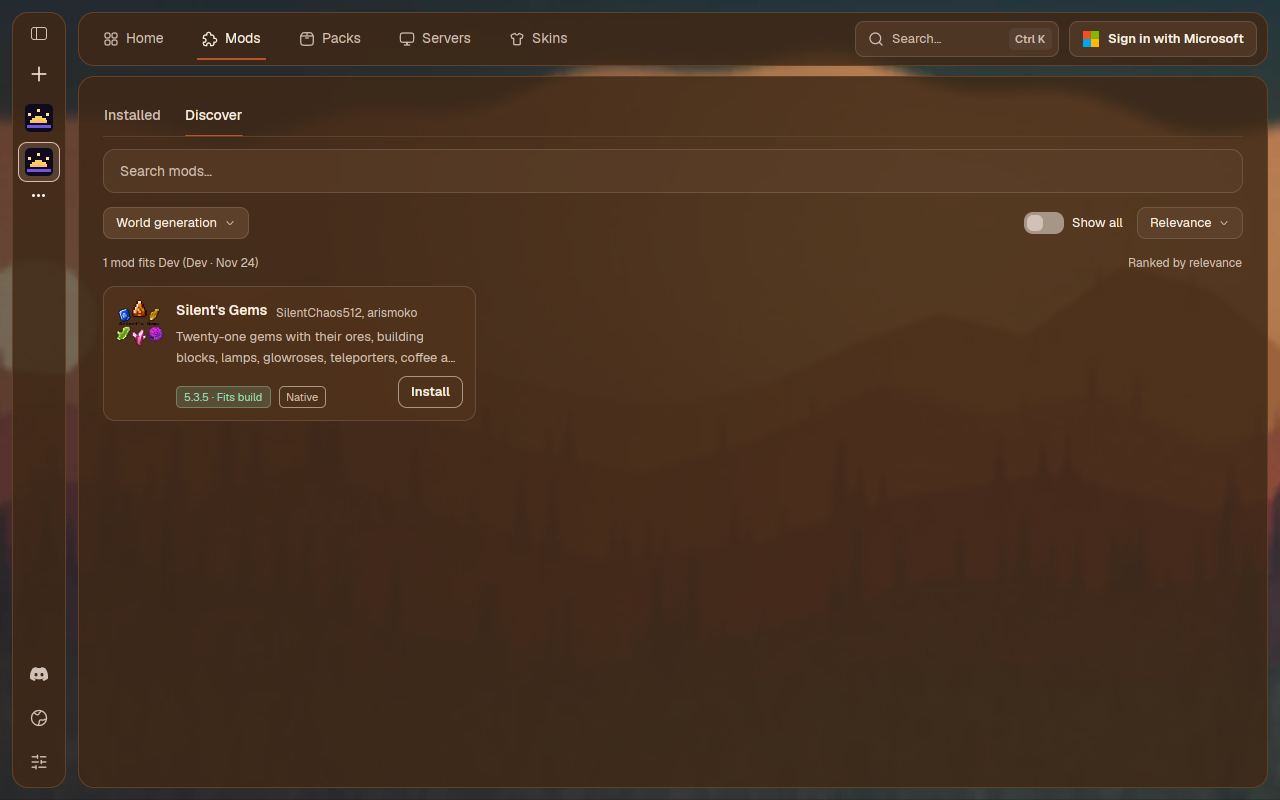 Home
Mods
Packs
Servers
Skins
Search...
Ctrl K
Sign in with Microsoft
Installed
Discover
Search mods...
World generation
Show all
Relevance
1 mod fits Dev (Dev · Nov 24)
Ranked by relevance
Silent's Gems SilentChaos512, arismoko
Twenty-one gems with their ores, building
blocks, lamps, glowroses, teleporters, coffee a...
5.3.5 · Fits build
Native
Install